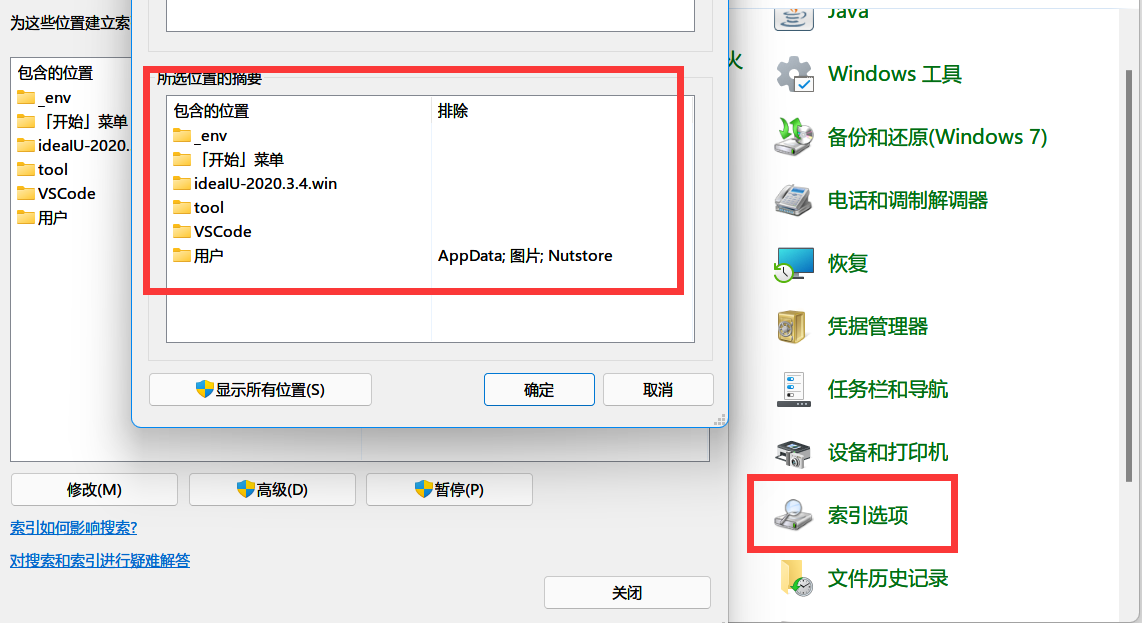 为这些位置建立索
包含的位置
_env
「开始」菜单
ideaIU-2020.
tool
VSCode
用户
所选位置的摘要
包含的位置
排除
_env
「开始」菜单
ideaIU-2020.3.4.win
tool
VSCode
用户
AppData; 图片; Nutstore
显示所有位置(S)
确定
取消
修改(M)
高级(D)
暂停(P)
索引如何影响搜索?
对搜索和索引进行疑难解答
关闭
火
Java
Windows 工具
备份和还原(Windows 7)
电话和调制解调器
恢复
凭据管理器
任务栏和导航
设备和打印机
索引选项
文件历史记录